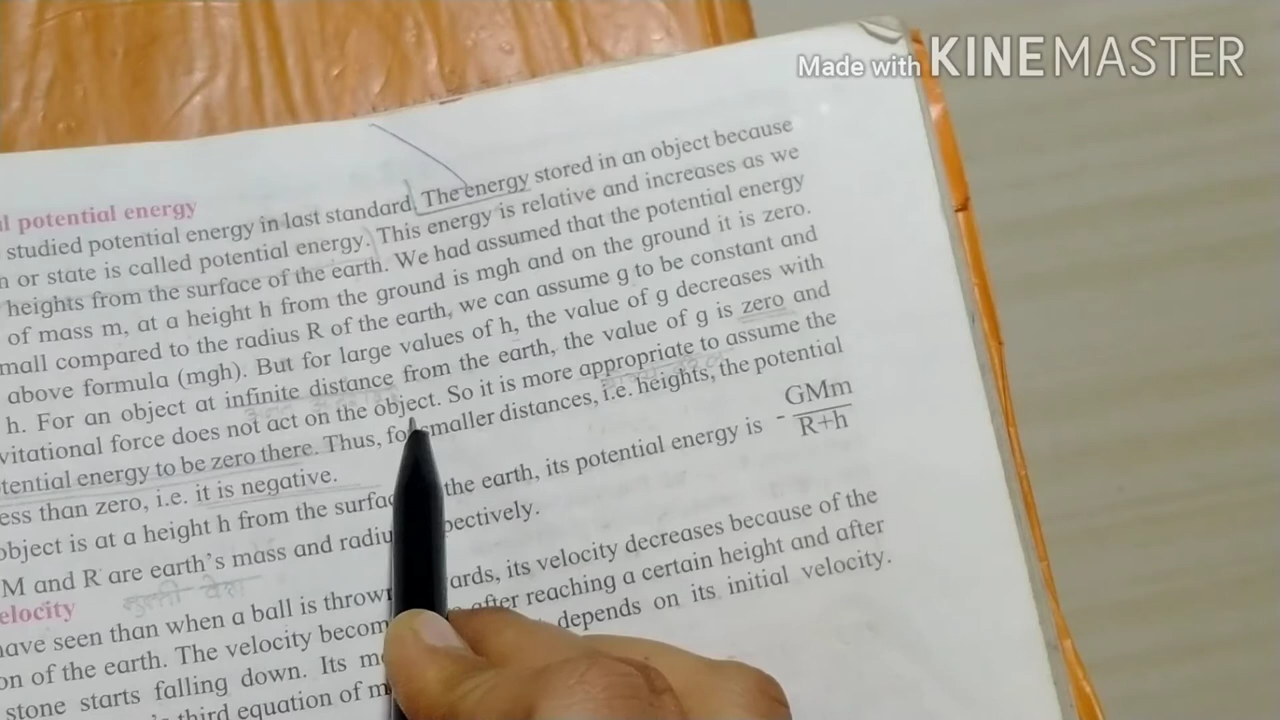 Made with KINEMASTER
l potential energy
studied potential energy in last standard. The energy stored in an object because
n or state is called potential energy. This energy is relative and increases as we
heights from the surface of the earth. We had assumed that the potential energy
of mass m, at a height h from the ground is mgh and on the ground it is zero.
mall compared to the radius R of the earth, we can assume g to be constant and
above formula (mgh). But for large values of h, the value of g decreases with
h. For an object at infinite distance from the earth, the value of g is zero and
vitational force does not act on the object. So it is more appropriate to assume the
tential energy to be zero there. Thus, fo smaller distances, i.e. heights, the potential
ess than zero, i.e. it is negative.
object is at a height h from the surfac the earth, its potential energy is - GMm
R+h
M and R are earth's mass and radiu pectively.
elocity
मुक्ती वेग
have seen than when a ball is throw ards, its velocity decreases because of the
on of the earth. The velocity becom after reaching a certain height and after
stone starts falling down. Its m depends on its initial velocity.
third equation of m